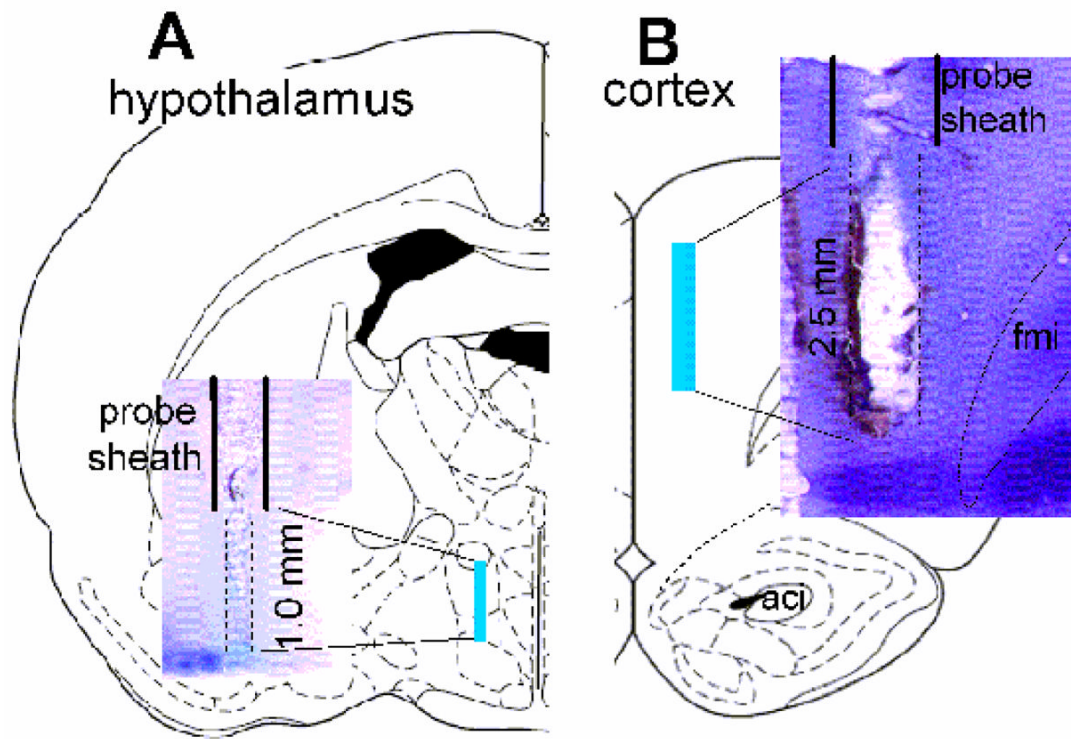 A
hypothalamus
probe
sheath
1.0 mm
B
cortex
probe
sheath
2.5 mm
fmi
aci